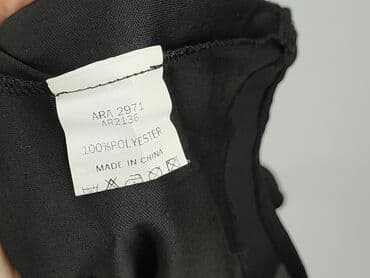 ARA 2971
AR2136
100%POLYESTER
MADE IN CHINA